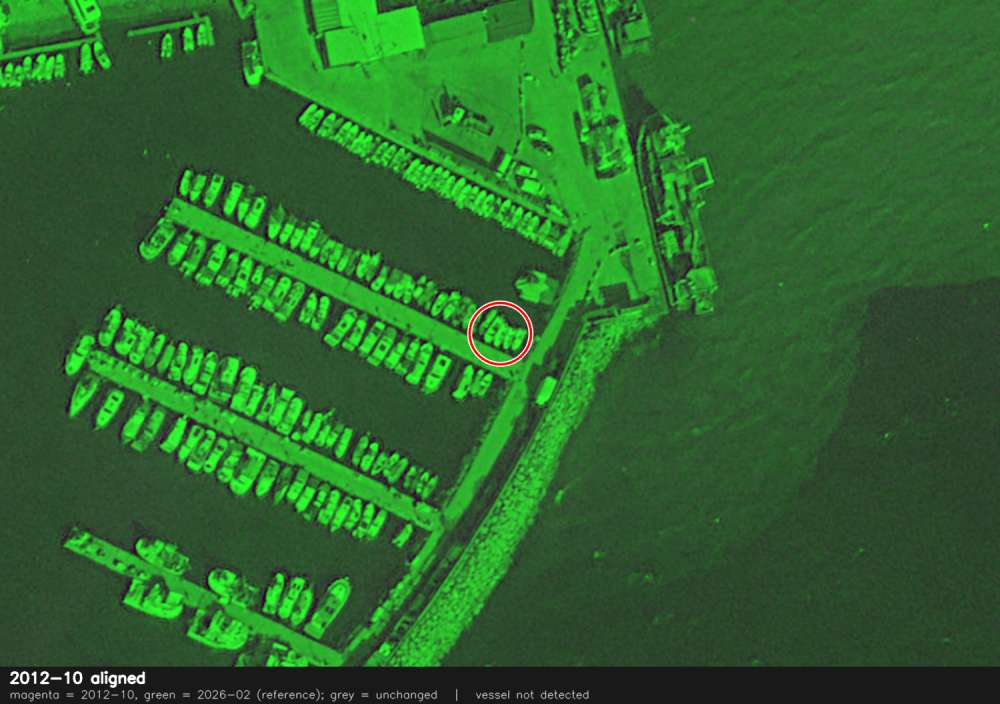 2012-10 aligned
magenta = 2012-10, green = 2026-02 (reference); grey = unchanged | vessel not detected